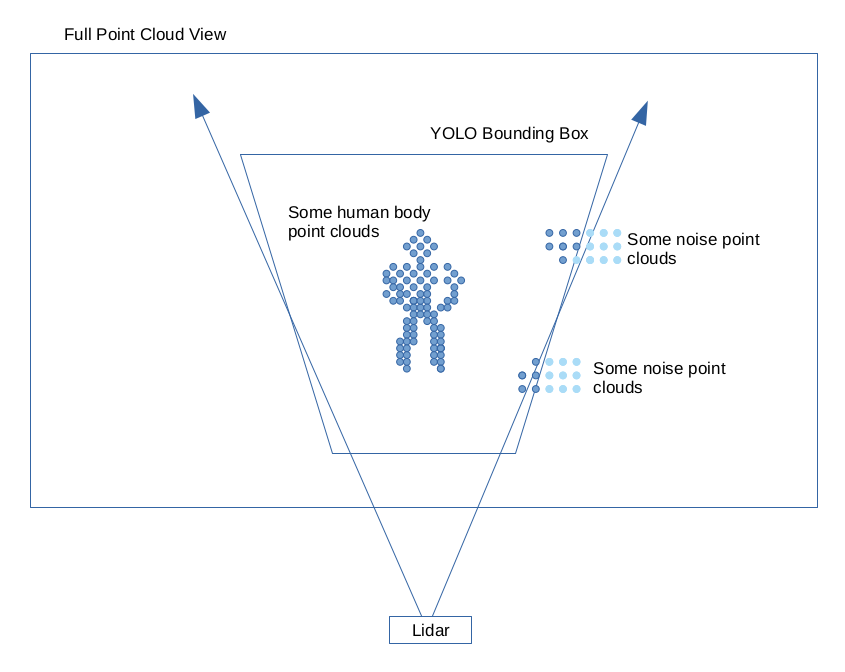 Full Point Cloud View
YOLO Bounding Box
Some human body
point clouds
Some noise point
clouds
Some noise point
clouds
Lidar